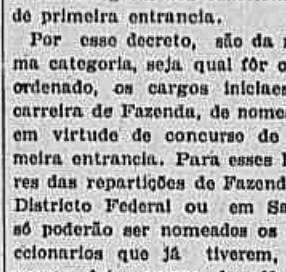 de primeira entrancia.
Por esse decreto, são da
ma categoria, seja qual fôr o
ordenado, os cargos iniciaes
carreira de Fazenda, de nome
em virtude de concurso de
meira entrancia. Para esses
res das repartições de Fazend
Districto Federal ou em Sa
só poderão ser nomeados os
ccionarios que já tiverem,